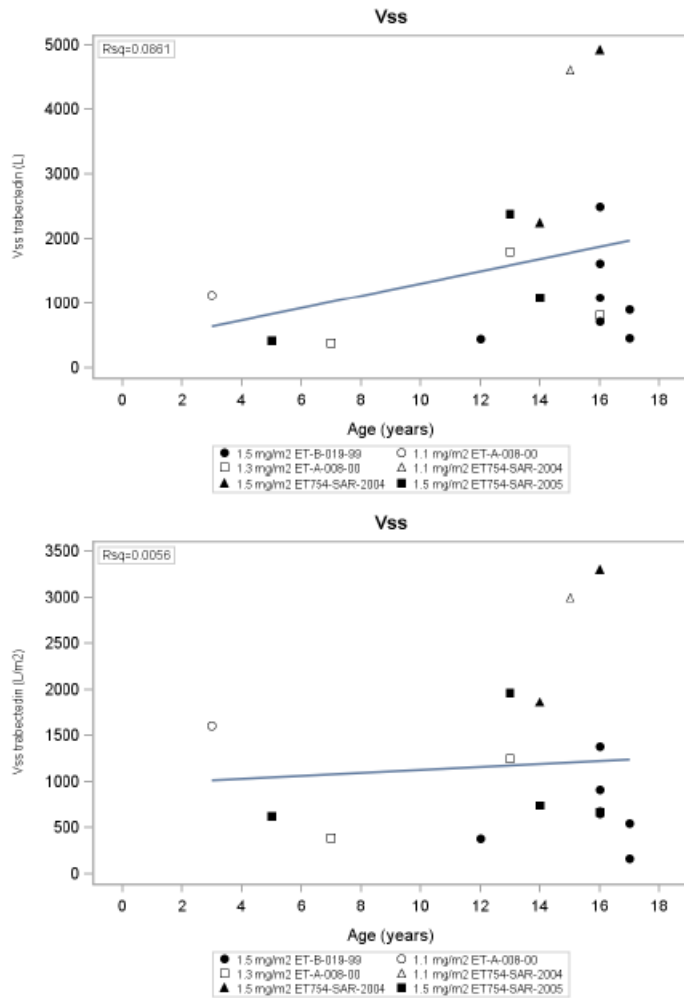 Vss
Rsq=0.0861
5000
4000
3000
2000
1000
0
Vss trabectedin (L)
0 2 4 6 8 10 12 14 16 18
Age (years)
1.5 mg/m2 ET-B-019-99 1.1 mg/m2 ET-A-008-00
1.3 mg/m2 ET-A-008-00 1.1 mg/m2 ET754-SAR-2004
1.5 mg/m2 ET754-SAR-2004 1.5 mg/m2 ET754-SAR-2005
Vss
Rsq=0.0056
3500
3000
2500
2000
1500
1000
500
0
Vss trabectedin (L/m2)
0 2 4 6 8 10 12 14 16 18
Age (years)
1.5 mg/m2 ET-B-019-99 1.1 mg/m2 ET-A-008-00
1.3 mg/m2 ET-A-008-00 1.1 mg/m2 ET754-SAR-2004
1.5 mg/m2 ET754-SAR-2004 1.5 mg/m2 ET754-SAR-2005